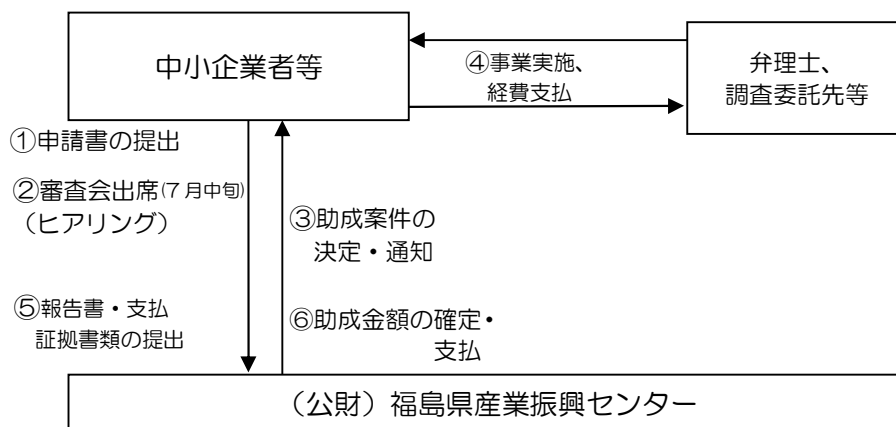 中小企業者等
④事業実施、
経費支払
弁理士、
調査委託先等
①申請書の提出
②審査会出席(7月中旬)
（ヒアリング）
③助成案件の
決定・通知
⑤報告書・支払
証拠書類の提出
⑥助成金額の確定・
支払
（公財）福島県産業振興センター